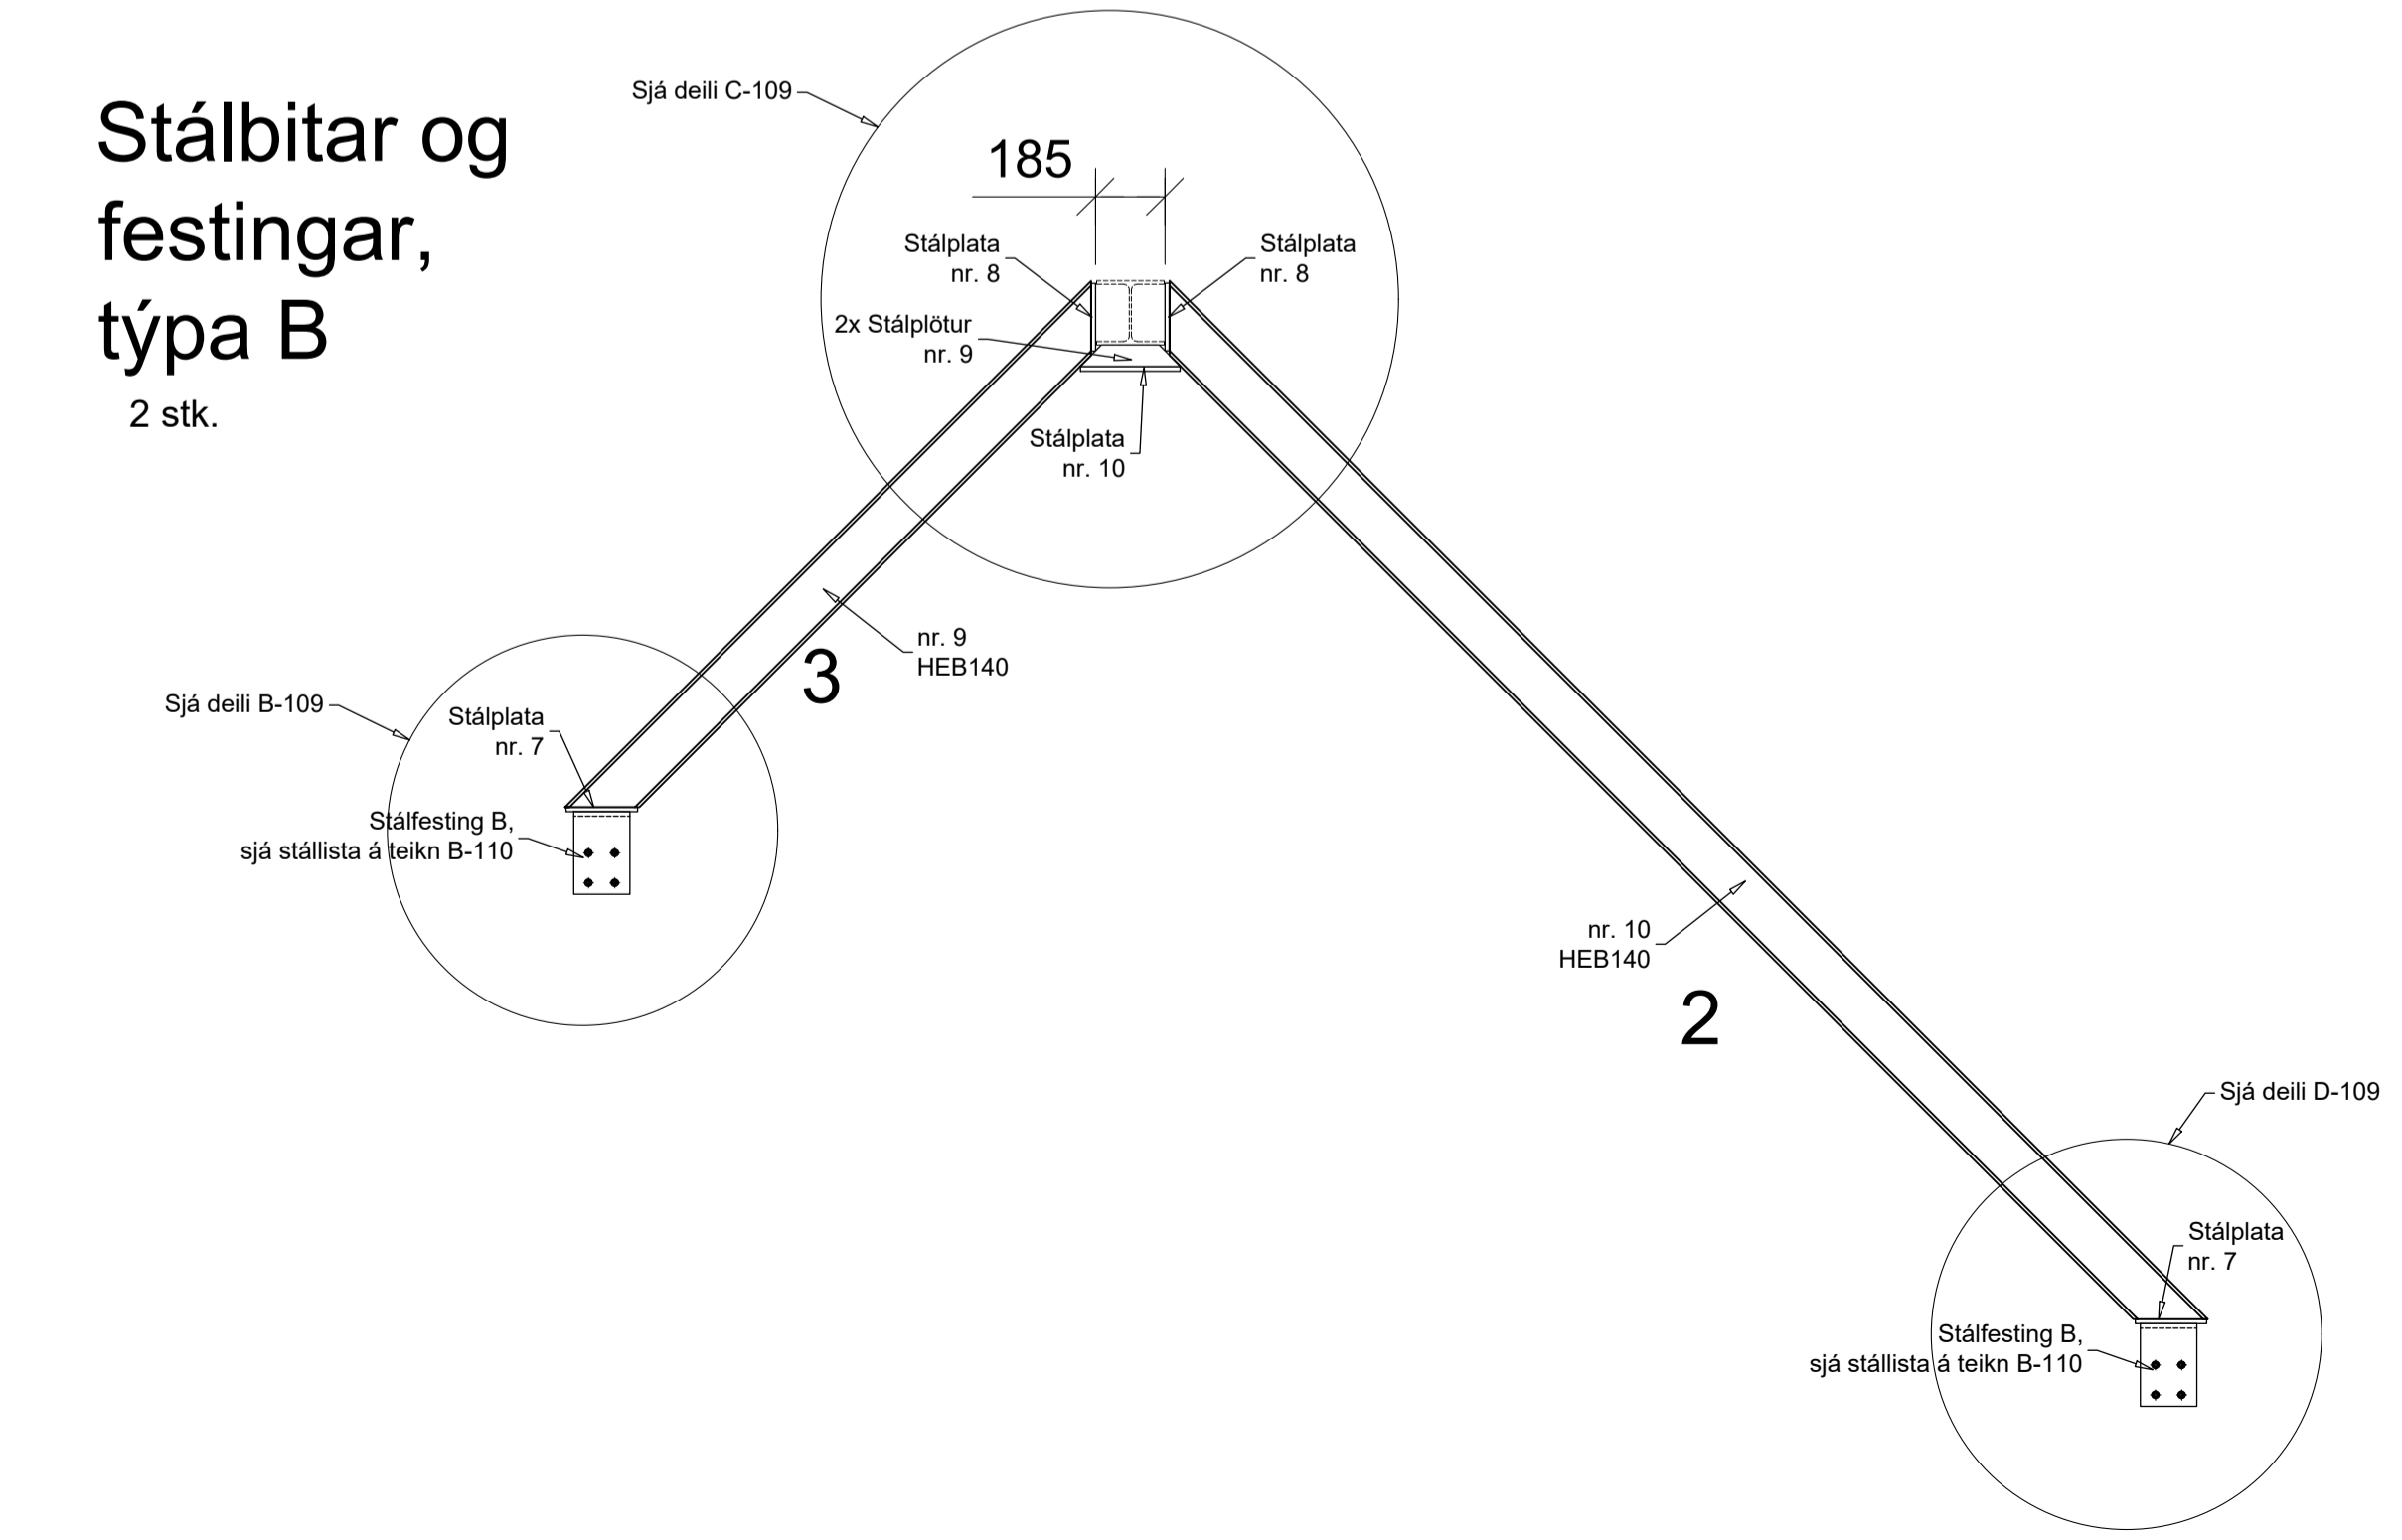 Stálbitar og
festingar,
týpa B
2 stk.
Sjá deili C-109
185
Stálplata
nr. 8
Stálplata
nr. 8
2x Stálplötur
nr. 9
Stálplata
nr. 10
nr. 9
HEB140
3
Sjá deili B-109
Stálplata
nr. 7
Stálfesting B,
sjá stállista á teikn B-110
nr. 10
HEB140
2
Sjá deili D-109
Stálplata
nr. 7
Stálfesting B,
sjá stállista á teikn B-110